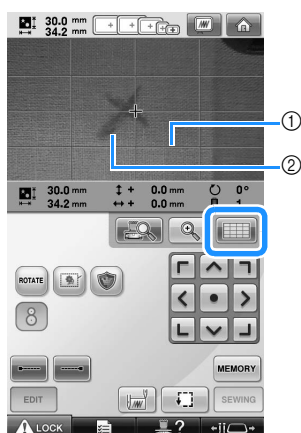 30.0 mm
34.2 mm
①
②
30.0 mm + 0.0 mm 0°
34.2 mm + 0.0 mm 1
ROTATE
8
MEMORY
EDIT
SEWING
LOCK
?